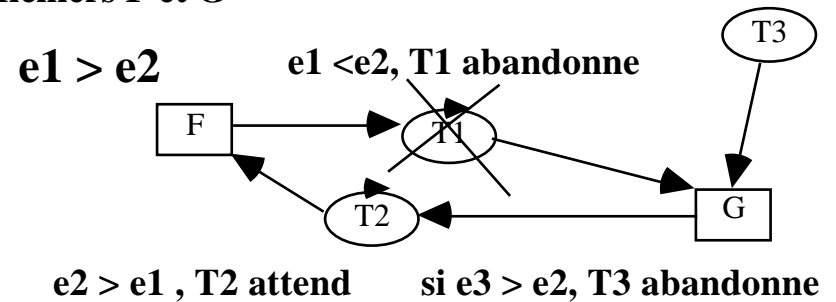 T3
e1 > e2
e1 <e2, T1 abandonne
F
T1
T2
G
e2 > e1 , T2 attend
si e3 > e2, T3 abandonne